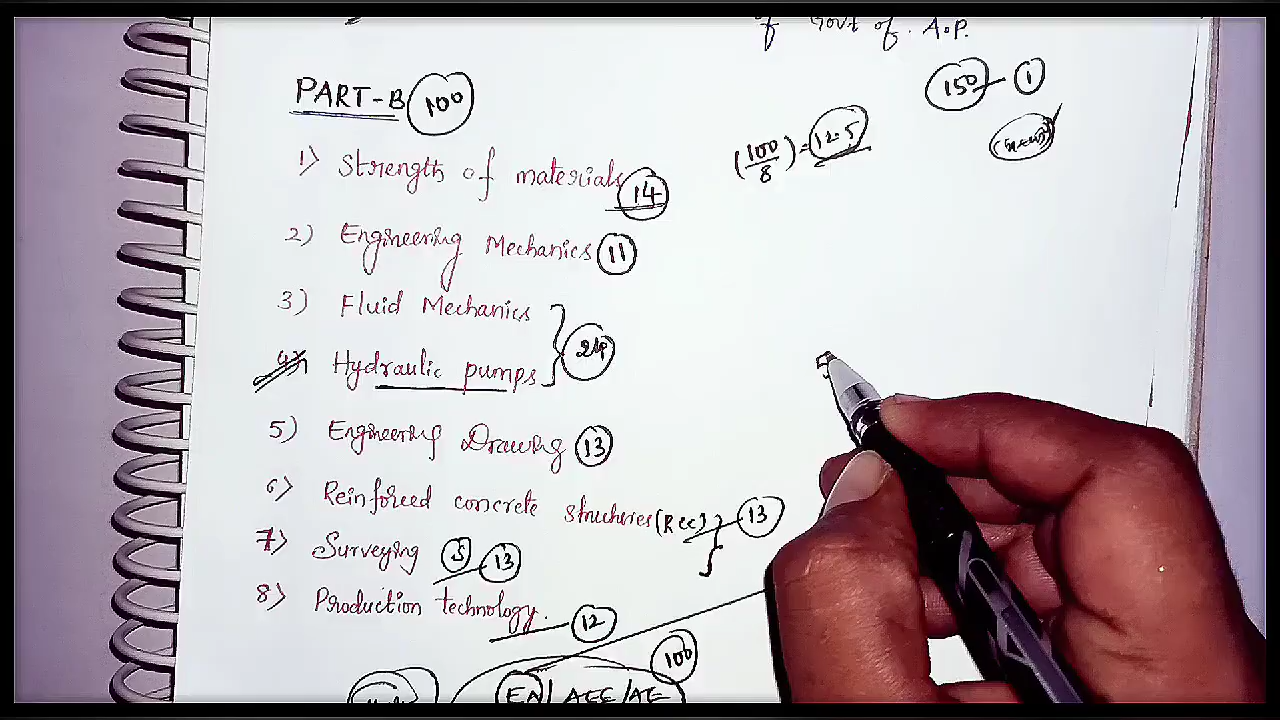 of Govt of. A.P.
PART-B 100
150 - 1
(100/8) = 12.5
1) Strength of materials 14
2) Engineering Mechanics 11
3) Fluid Mechanics
24
4) Hydraulic pumps
5) Engineering Drawing 13
6) Reinforced concrete structures (Rcc) 13
7) Surveying 5 13
8) Production technology. 12
100
EA/AEE/AE